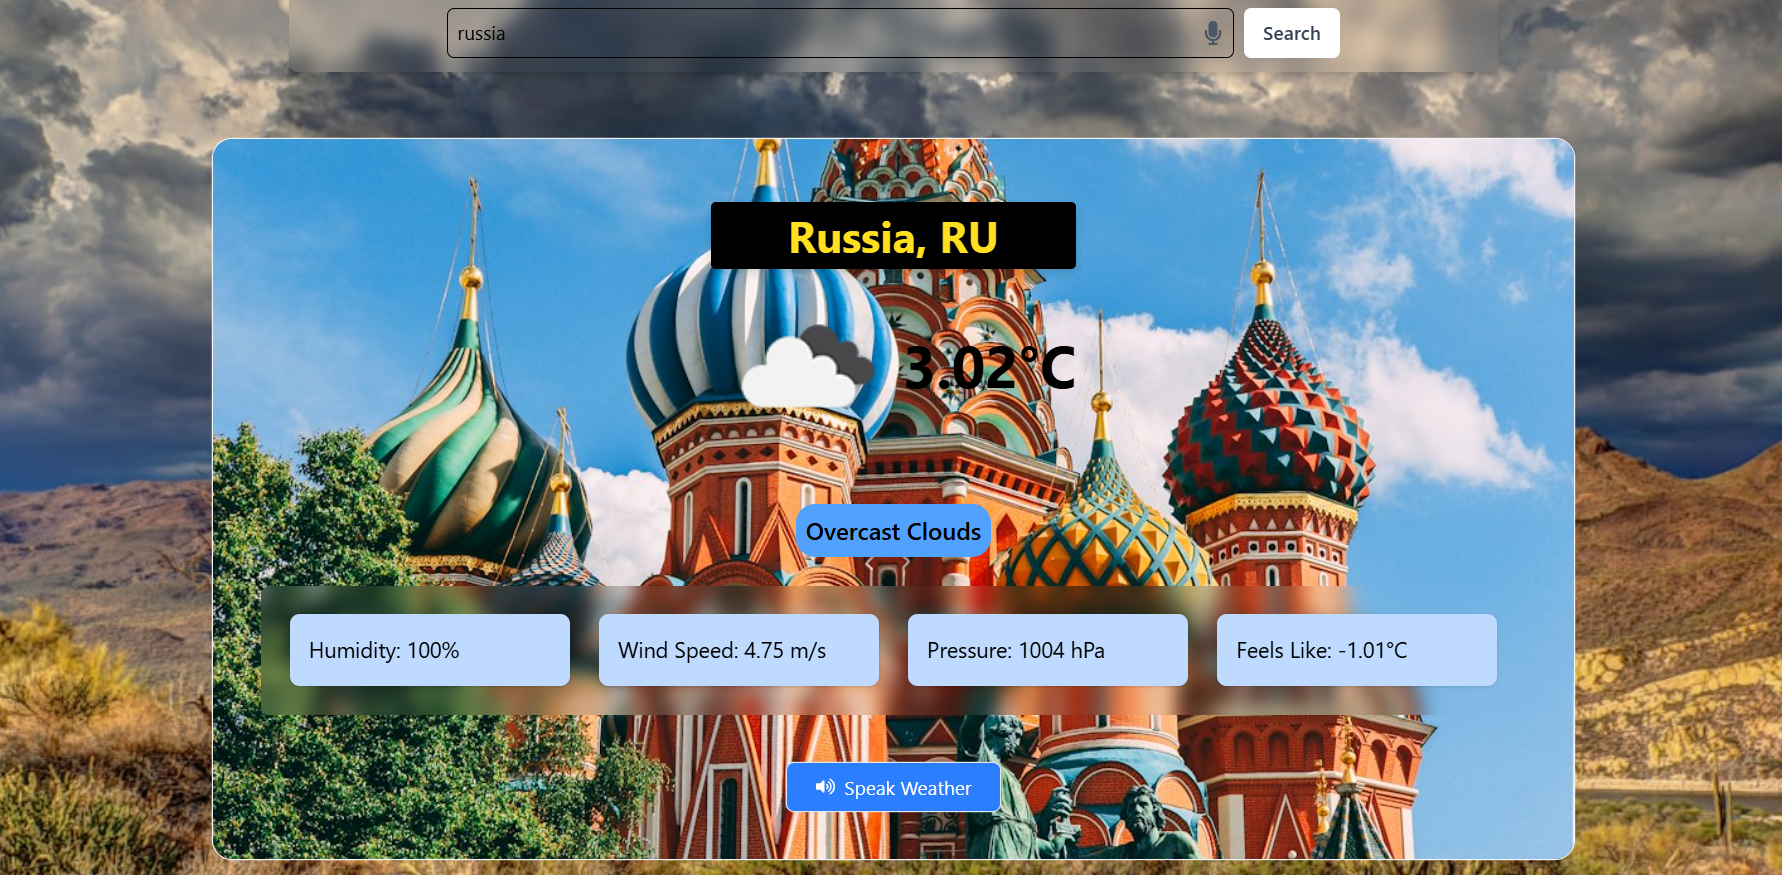 russia
Search
Russia, RU
3.02°C
Overcast Clouds
Humidity: 100%
Wind Speed: 4.75 m/s
Pressure: 1004 hPa
Feels Like: -1.01°C
Speak Weather